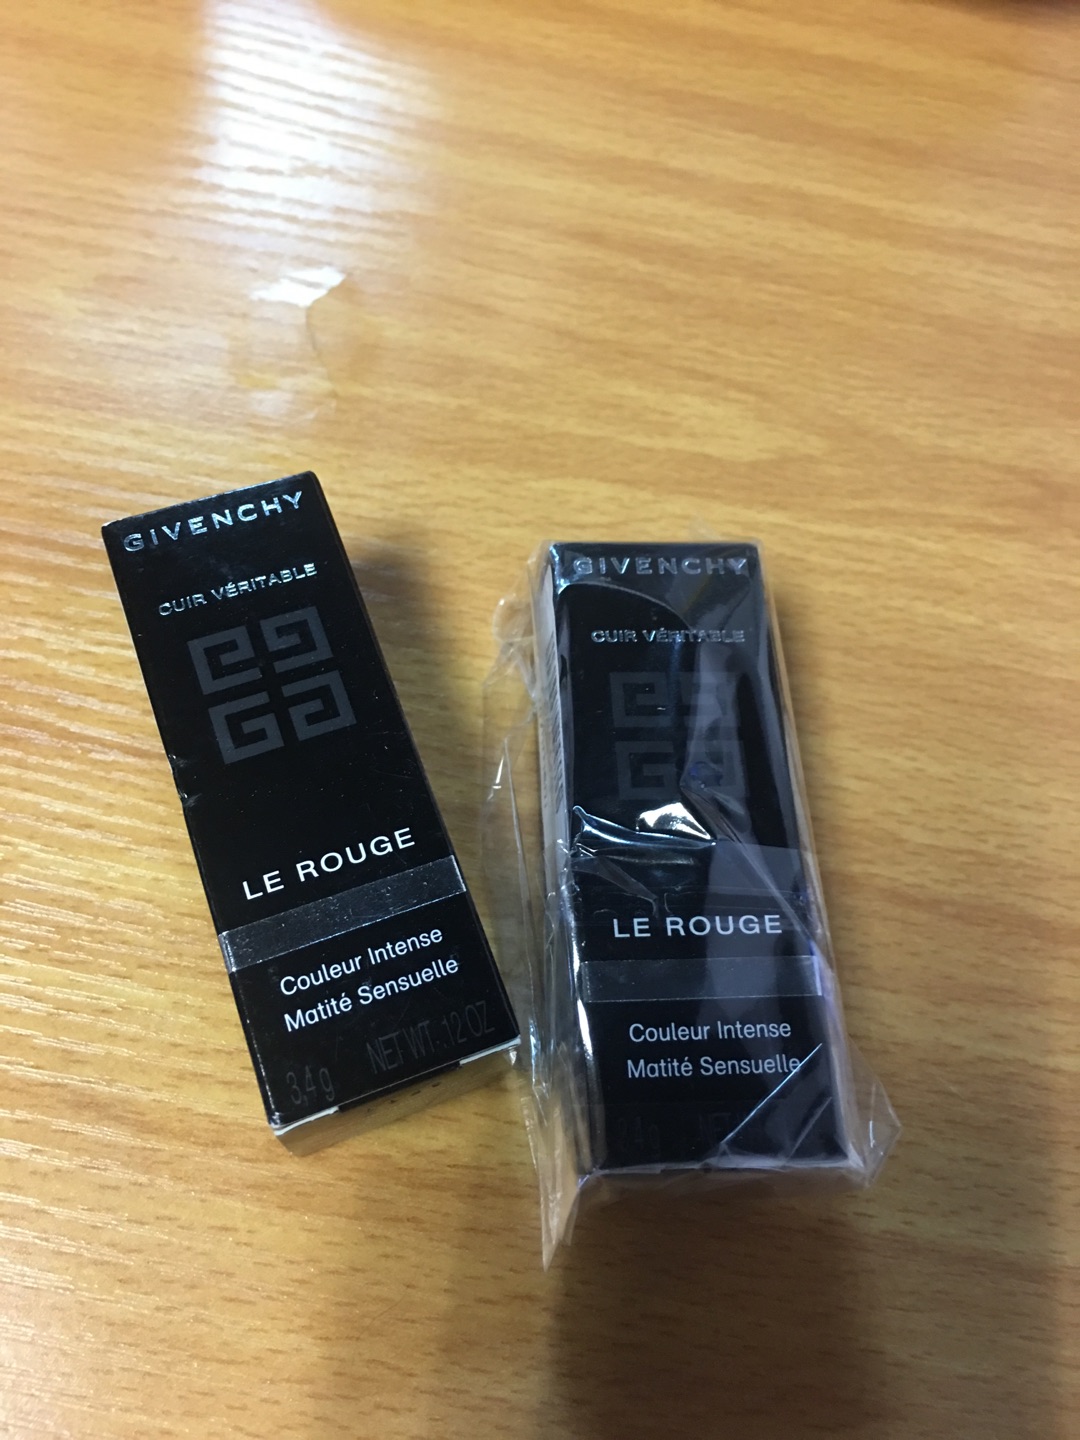 GIVENCHY
CUIR VÉRITABLE
LE ROUGE
Couleur Intense
Matité Sensuelle
3,4 g NET WT. .12 OZ
GIVENCHY
CUIR VÉRITABLE
LE ROUGE
Couleur Intense
Matité Sensuelle